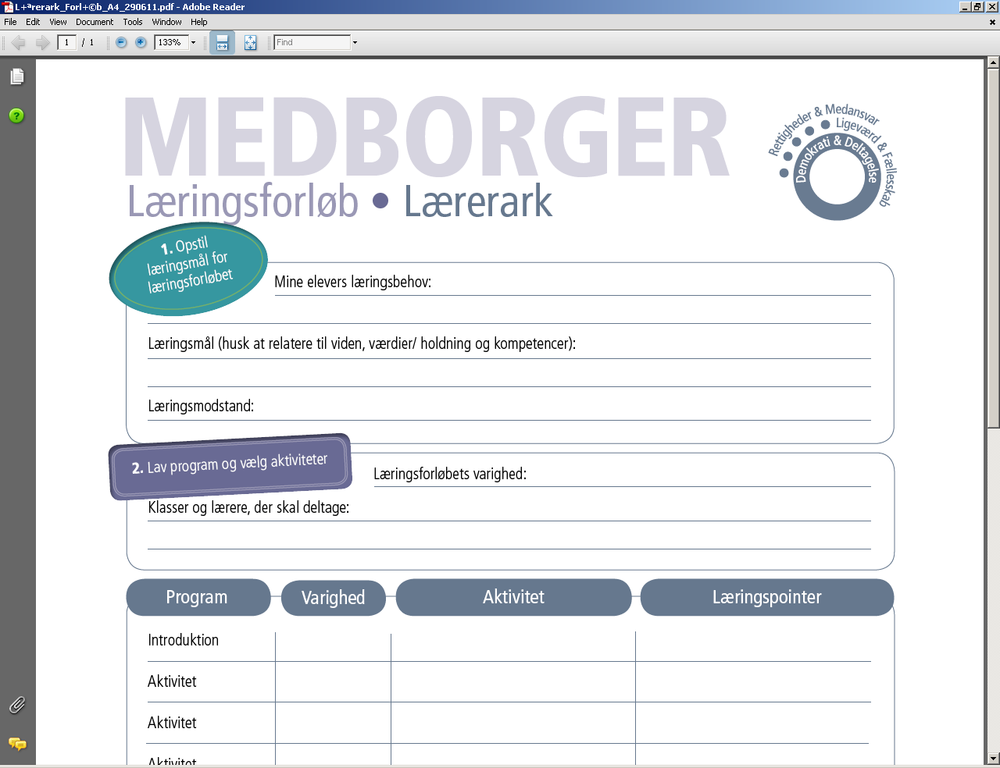 L+ªrerark_Forl+©b_A4_290611.pdf - Adobe Reader
File Edit View Document Tools Window Help
1 / 1 133% Find
MEDBORGER
Læringsforløb • Lærerark
Rettigheder & Medansvar
Ligeværd & Fællesskab
Demokrati & Deltagelse
1. Opstil
læringsmål for
læringsforløbet
Mine elevers læringsbehov:
Læringsmål (husk at relatere til viden, værdier/ holdning og kompetencer):
Læringsmodstand:
2. Lav program og vælg aktiviteter
Læringsforløbets varighed:
Klasser og lærere, der skal deltage:
Program Varighed Aktivitet Læringspointer
Introduktion
Aktivitet
Aktivitet
Aktivitet